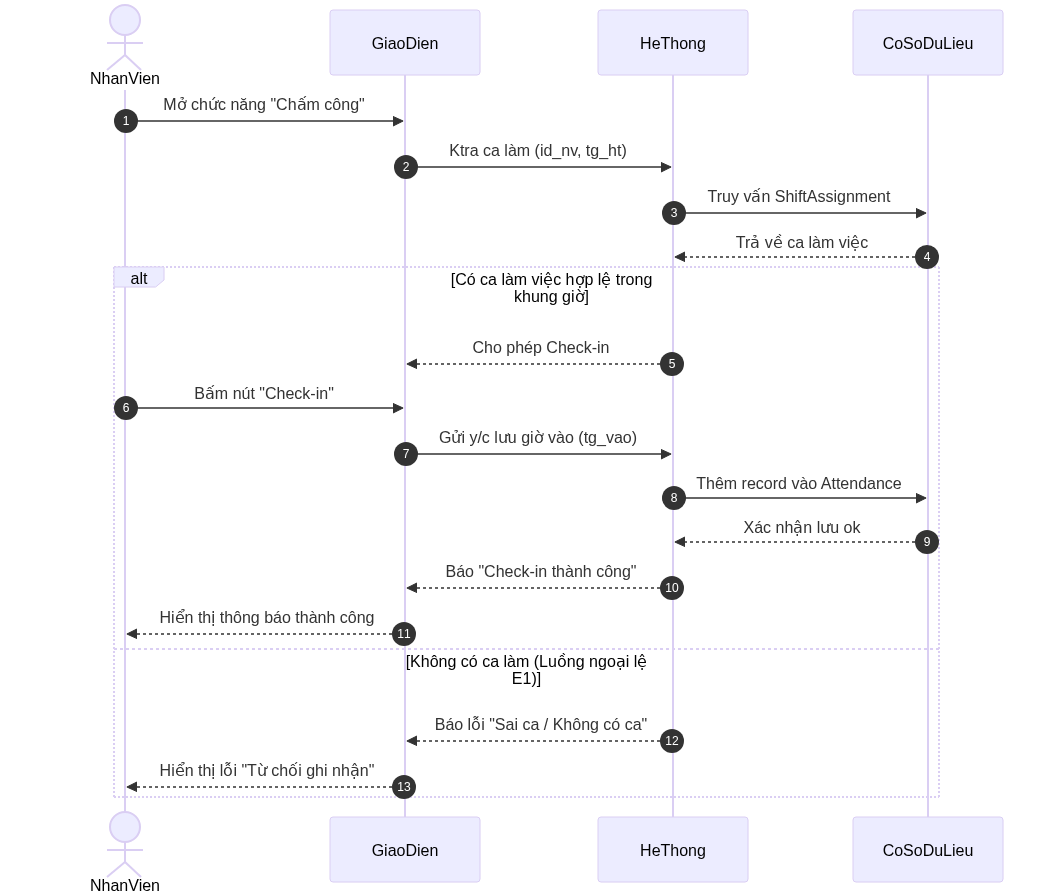 GiaoDien
HeThong
CoSoDuLieu
NhanVien
Mở chức năng "Chấm công"
1
Ktra ca làm (id_nv, tg_ht)
2
Truy vấn ShiftAssignment
3
Trả về ca làm việc
4
alt
[Có ca làm việc hợp lệ trong
khung giờ]
Cho phép Check-in
5
Bấm nút "Check-in"
6
Gửi y/c lưu giờ vào (tg_vao)
7
Thêm record vào Attendance
8
Xác nhận lưu ok
9
Báo "Check-in thành công"
10
Hiển thị thông báo thành công
11
[Không có ca làm (Luồng ngoại lệ
E1)]
Báo lỗi "Sai ca / Không có ca"
12
Hiển thị lỗi "Từ chối ghi nhận"
13
GiaoDien
HeThong
CoSoDuLieu
NhanVien